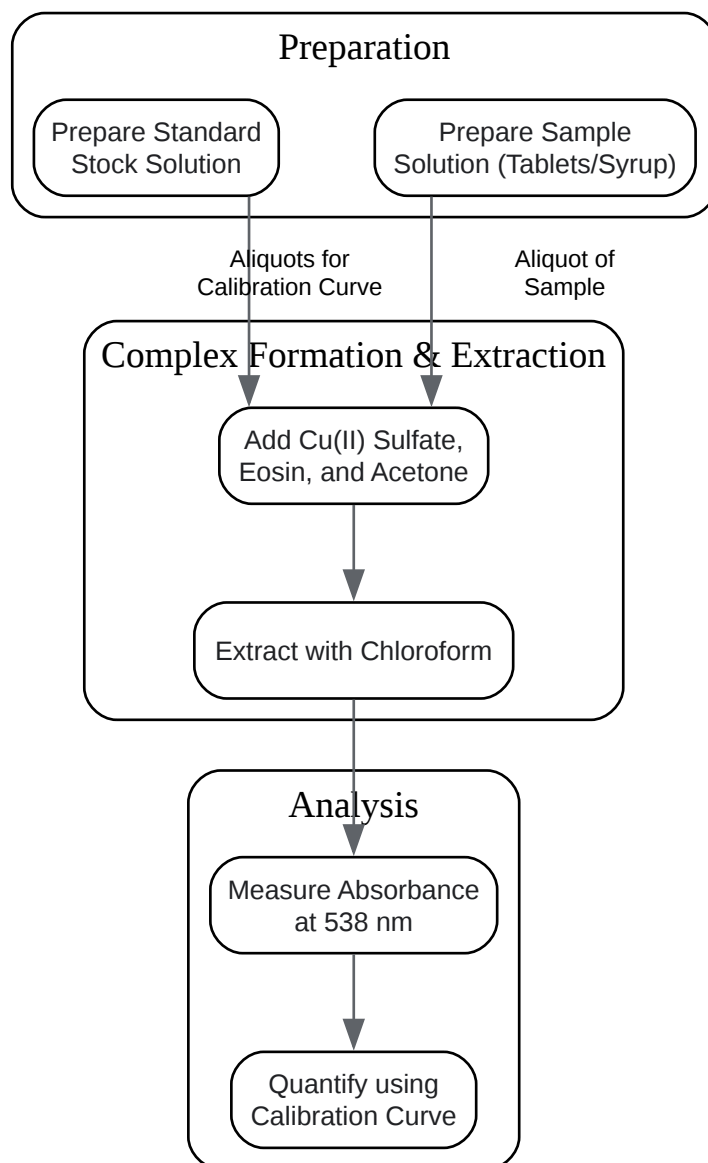 Preparation
Prepare Standard
Stock Solution
Prepare Sample
Solution (Tablets/Syrup)
Aliquots for
Calibration Curve
Aliquot of
Sample
Complex Formation & Extraction
Add Cu(II) Sulfate,
Eosin, and Acetone
Extract with Chloroform
Analysis
Measure Absorbance
at 538 nm
Quantify using
Calibration Curve